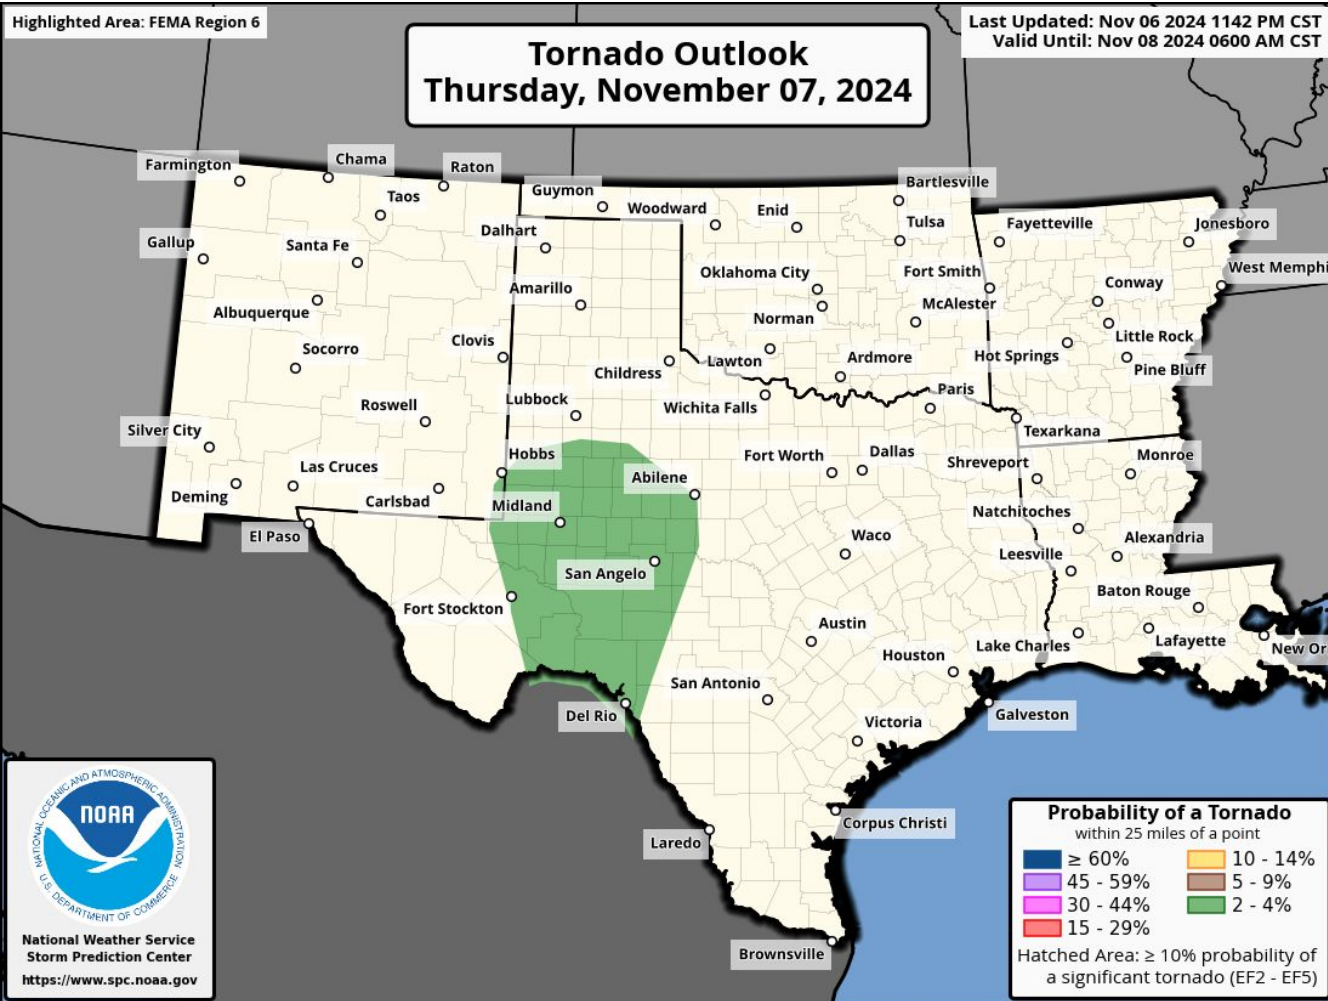 Highlighted Area: FEMA Region 6
Last Updated: Nov 06 2024 1142 PM CST
Valid Until: Nov 08 2024 0600 AM CST
Tornado Outlook
Thursday, November 07, 2024
Farmington
Chama
Raton
Taos
Guymon
Woodward
Enid
Bartlesville
Tulsa
Fayetteville
Jonesboro
Gallup
Santa Fe
Dalhart
Oklahoma City
Fort Smith
West Memphi
Amarillo
Conway
Albuquerque
Norman
McAlester
Socorro
Clovis
Little Rock
Childress
Lawton
Ardmore
Hot Springs
Pine Bluff
Roswell
Lubbock
Wichita Falls
Paris
Silver City
Texarkana
Las Cruces
Hobbs
Abilene
Fort Worth
Dallas
Shreveport
Monroe
Deming
Carlsbad
Midland
Natchitoches
El Paso
Waco
Leesville
Alexandria
San Angelo
Baton Rouge
Fort Stockton
Austin
Lake Charles
Lafayette
New Or
Houston
San Antonio
Del Rio
Galveston
Victoria
Corpus Christi
Laredo
Brownsville
NATIONAL OCEANIC AND ATMOSPHERIC ADMINISTRATION
NOAA
U.S. DEPARTMENT OF COMMERCE
National Weather Service
Storm Prediction Center
https://www.spc.noaa.gov
Probability of a Tornado
within 25 miles of a point
≥ 60%
45 - 59%
30 - 44%
15 - 29%
10 - 14%
5 - 9%
2 - 4%
Hatched Area: ≥ 10% probability of
a significant tornado (EF2 - EF5)